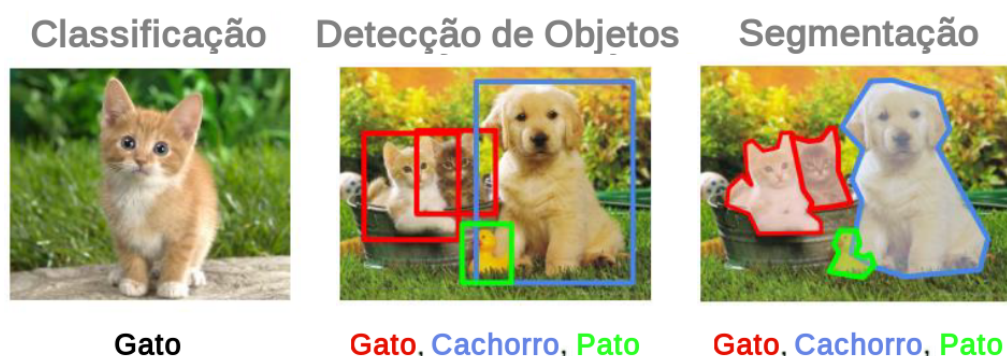 Classificação
Detecção de Objetos
Segmentação
Gato
Gato, Cachorro, Pato
Gato, Cachorro, Pato